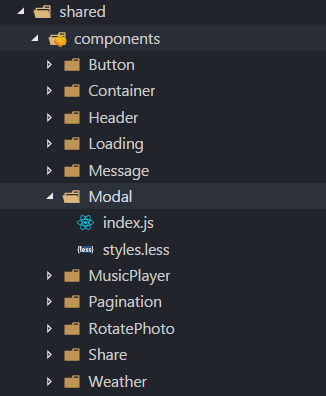 shared
components
Button
Container
Header
Loading
Message
Modal
index.js
{less} styles.less
MusicPlayer
Pagination
RotatePhoto
Share
Weather